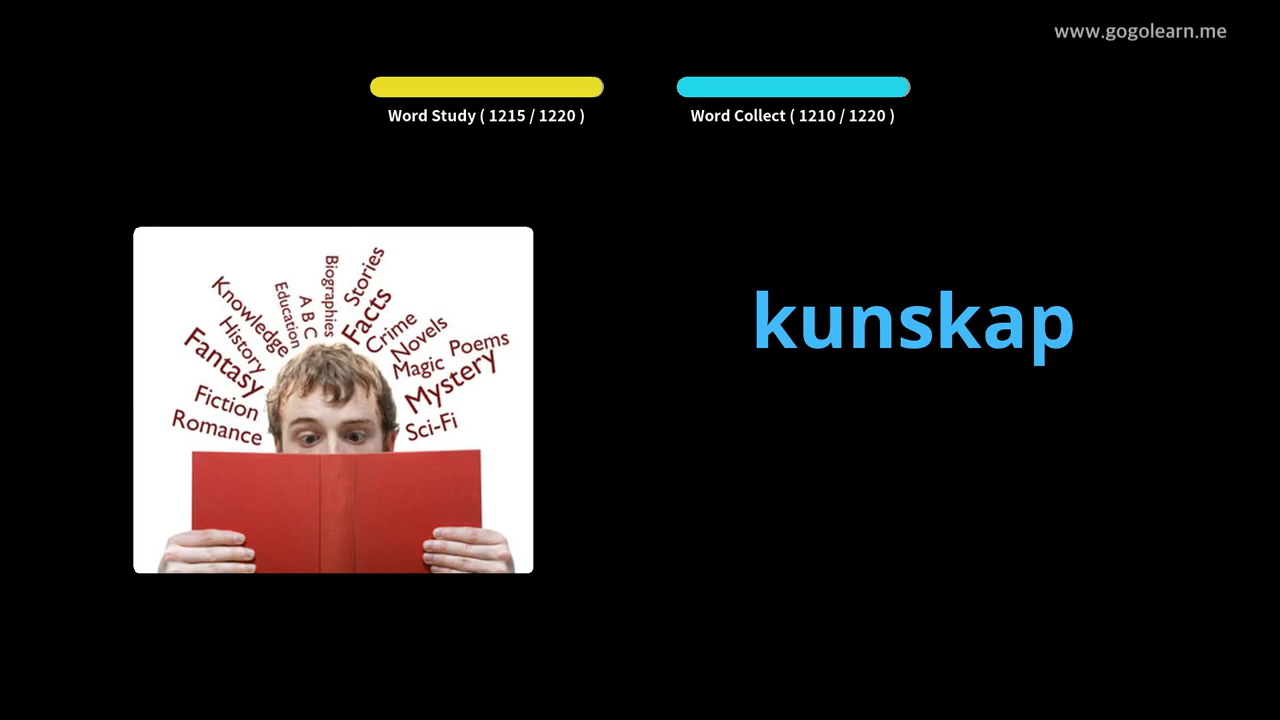 www.gogolearn.me
Word Study ( 1215 / 1220 )
Word Collect ( 1210 / 1220 )
kunskap
Knowledge
Education
A B C
Biographies
Stories
Facts
History
Crime
Novels
Fantasy
Magic
Poems
Fiction
Mystery
Romance
Sci-Fi